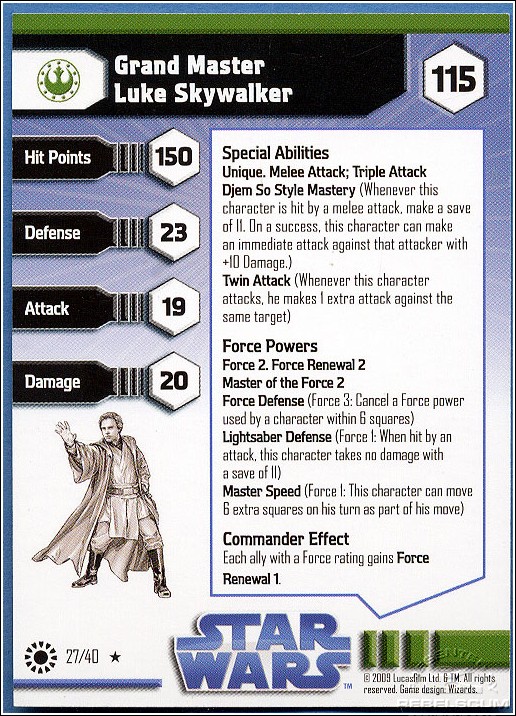 Grand Master
Luke Skywalker
115
Hit Points 150
Defense 23
Attack 19
Damage 20
Special Abilities
Unique. Melee Attack; Triple Attack
Djem So Style Mastery (Whenever this
character is hit by a melee attack, make a save
of 11. On a success, this character can make
an immediate attack against that attacker with
+10 Damage.)
Twin Attack (Whenever this character
attacks, he makes 1 extra attack against the
same target)
Force Powers
Force 2. Force Renewal 2
Master of the Force 2
Force Defense (Force 3: Cancel a Force power
used by a character within 6 squares)
Lightsaber Defense (Force 1: When hit by an
attack, this character takes no damage with
a save of 11)
Master Speed (Force 1: This character can move
6 extra squares on his turn as part of his move)
Commander Effect
Each ally with a Force rating gains Force
Renewal 1.
27/40 ★
STAR
WARS™
© 2009 Lucasfilm Ltd. & TM. All rights
reserved. Game design: Wizards.
REBELSCUM